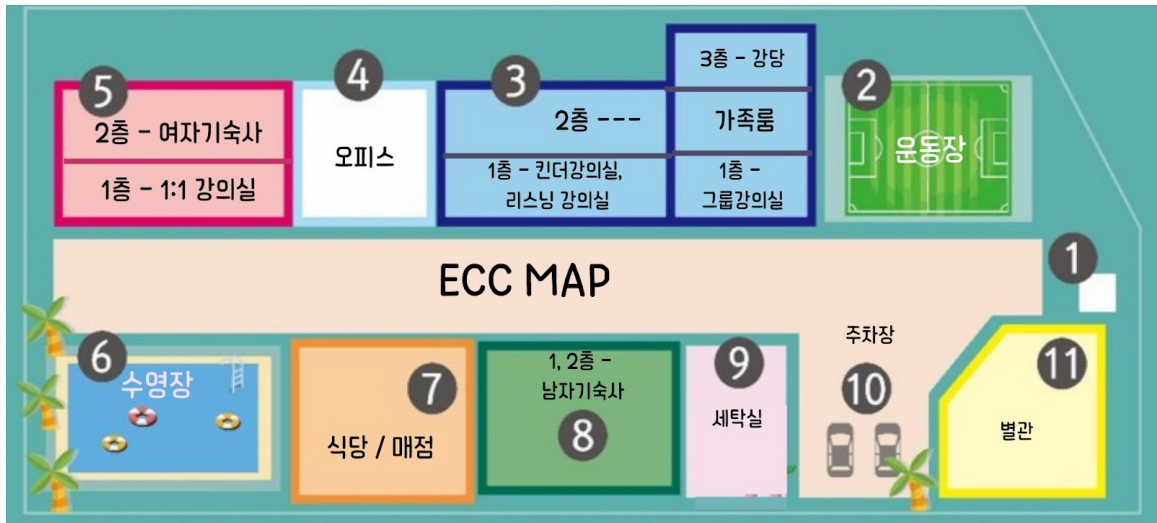 5
2층 - 여자기숙사
1층 - 1:1 강의실
4
오피스
3
2층 ---
1층 - 킨더강의실,
리스닝 강의실
3층 - 강당
가족룸
1층 -
그룹강의실
2
운동장
ECC MAP
1
6
수영장
7
식당 / 매점
1, 2층 -
남자기숙사
8
9
세탁실
주차장
10
11
별관